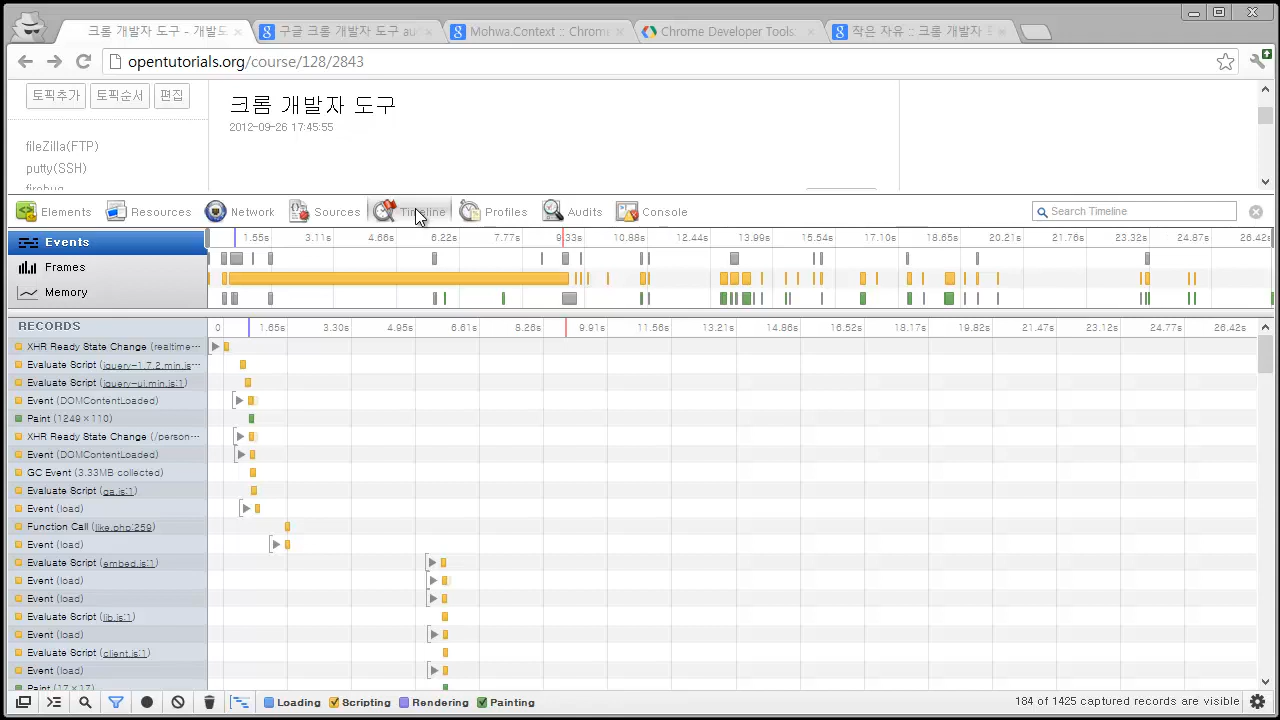 크롬 개발자 도구 - 개발도
구글 크롬 개발자 도구 au
Mohwa.Context :: Chrome
Chrome Developer Tools
작은 자유 :: 크롬 개발자 도
opentutorials.org/course/128/2843
토픽추가 토픽순서 편집
크롬 개발자 도구
2012-09-26 17:45:55
fileZilla(FTP)
putty(SSH)
firebug
Elements Resources Network Sources Timeline Profiles Audits Console Search Timeline
Events
Frames
Memory
1.55s 3.11s 4.66s 6.22s 7.77s 9.33s 10.88s 12.44s 13.99s 15.54s 17.10s 18.65s 20.21s 21.76s 23.32s 24.87s 26.42s
RECORDS
0 1.65s 3.30s 4.95s 6.61s 8.26s 9.91s 11.56s 13.21s 14.86s 16.52s 18.17s 19.82s 21.47s 23.12s 24.77s 26.42s
XHR Ready State Change (realtime…
Evaluate Script (jquery-1.7.2.min.js…
Evaluate Script (jquery-ui.min.js:1)
Event (DOMContentLoaded)
Paint (1249×110)
XHR Ready State Change (/person…
Event (DOMContentLoaded)
GC Event (3.33MB collected)
Evaluate Script (ga.js:1)
Event (load)
Function Call (like.php:259)
Event (load)
Evaluate Script (embed.js:1)
Event (load)
Event (load)
Evaluate Script (lib.js:1)
Event (load)
Evaluate Script (client.js:1)
Event (load)
Paint (17×17)
Loading Scripting Rendering Painting
184 of 1425 captured records are visible